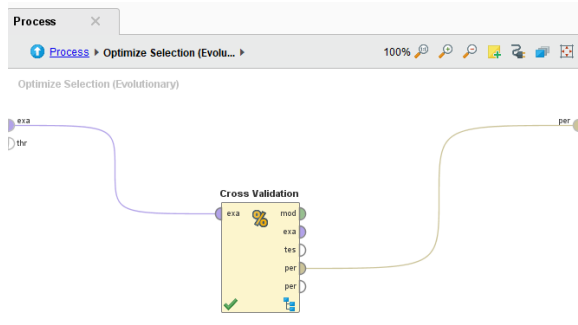 Process
Process Optimize Selection (Evolu...
100%
Optimize Selection (Evolutionary)
exa
thr
per
Cross Validation
exa % mod
exa
tes
per
per